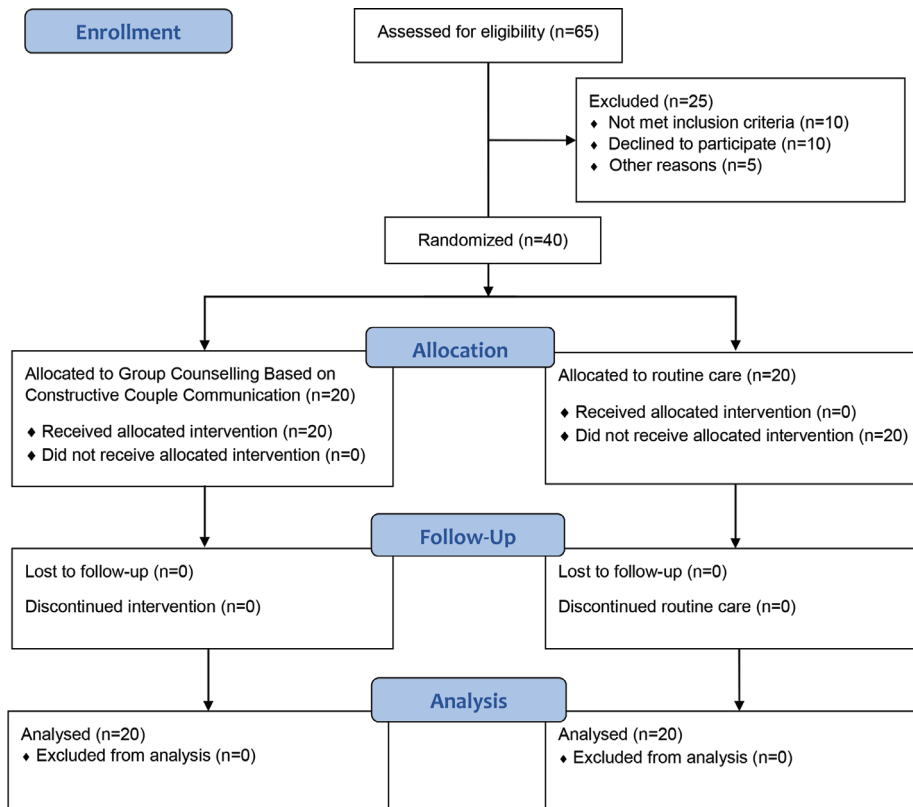 Enrollment
Assessed for eligibility (n=65)
Excluded (n=25)
♦ Not met inclusion criteria (n=10)
♦ Declined to participate (n=10)
♦ Other reasons (n=5)
Randomized (n=40)
Allocation
Allocated to Group Counselling Based on
Constructive Couple Communication (n=20)
♦ Received allocated intervention (n=20)
♦ Did not receive allocated intervention (n=0)
Allocated to routine care (n=20)
♦ Received allocated intervention (n=0)
♦ Did not receive allocated intervention (n=20)
Follow-Up
Lost to follow-up (n=0)
Discontinued intervention (n=0)
Lost to follow-up (n=0)
Discontinued routine care (n=0)
Analysis
Analysed (n=20)
♦ Excluded from analysis (n=0)
Analysed (n=20)
♦ Excluded from analysis (n=0)